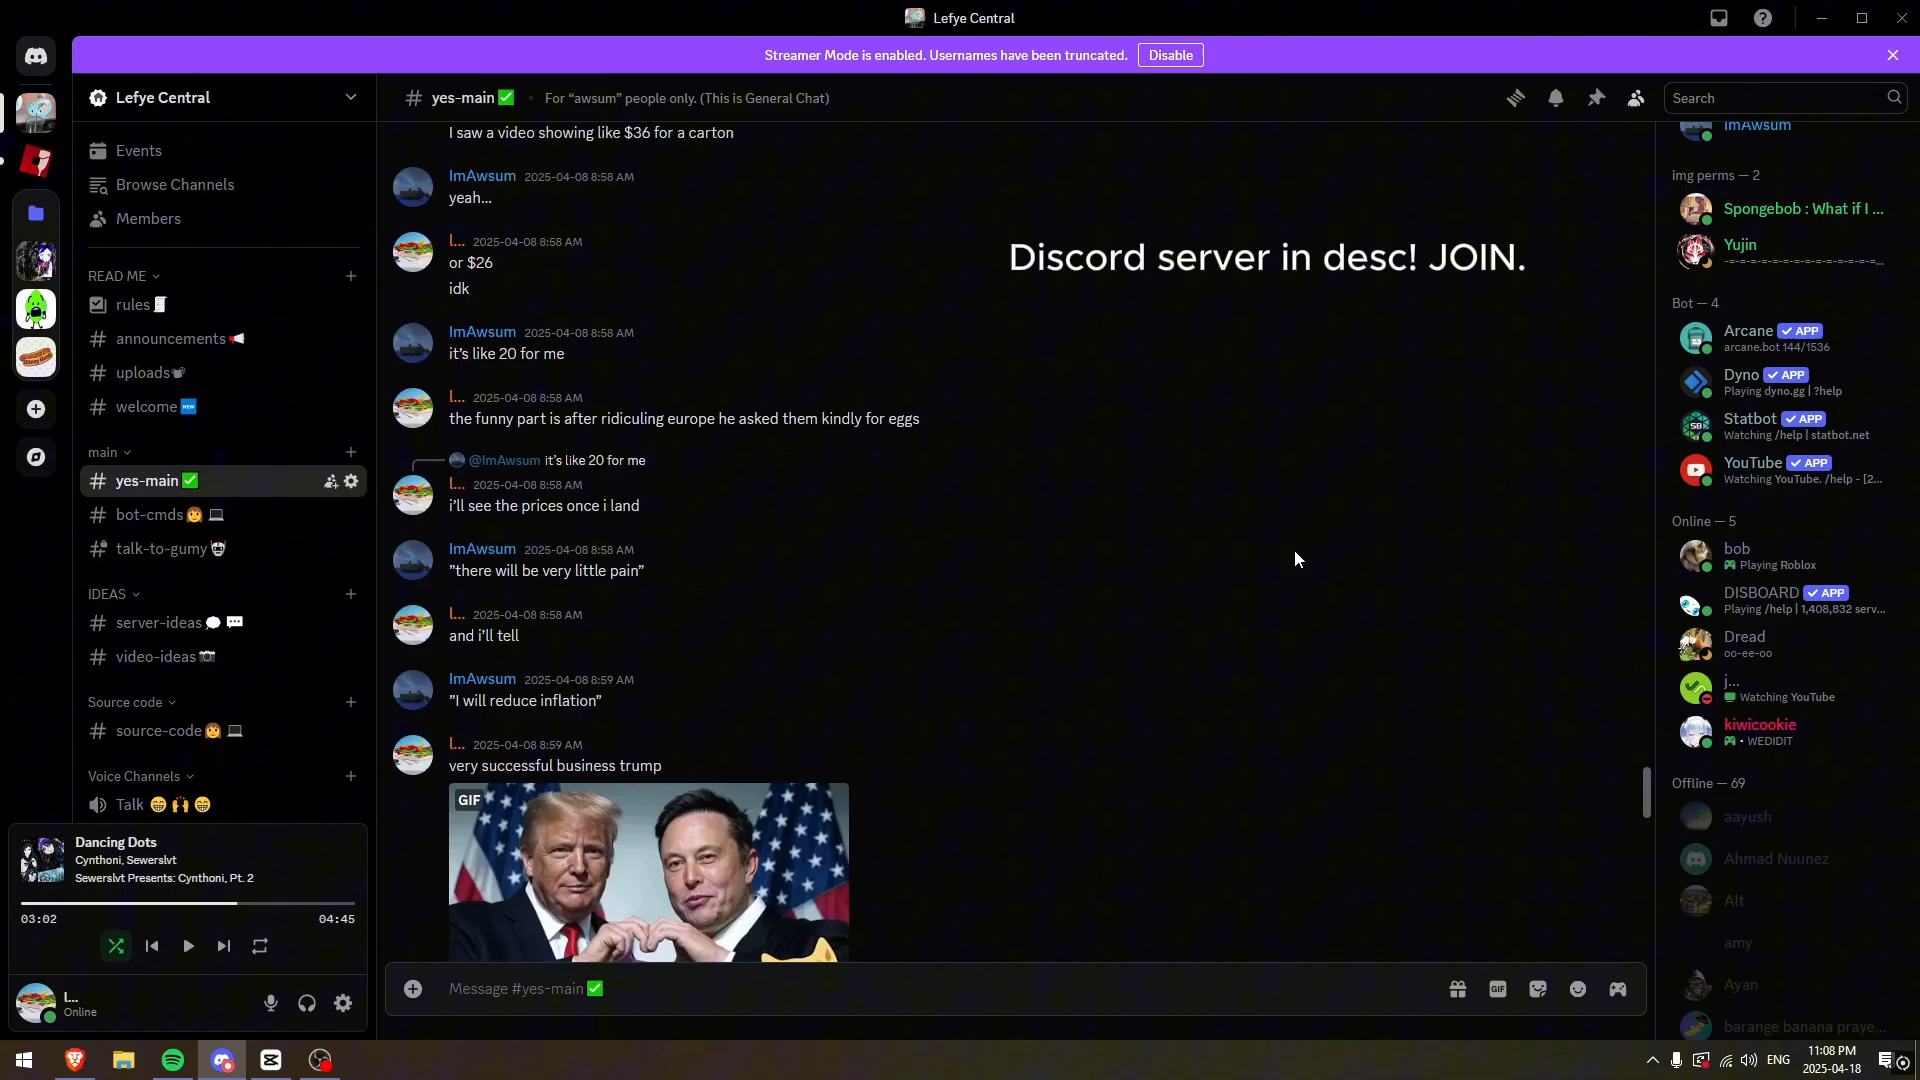 Lefye Central
Streamer Mode is enabled. Usernames have been truncated.
Disable
Lefye Central
Events
Browse Channels
Members
READ ME
rules
announcements
uploads
welcome
main
yes-main
bot-cmds
talk-to-gumy
IDEAS
server-ideas
video-ideas
Source code
source-code
Voice Channels
Talk
Dancing Dots
Cynthoni, Sewerslvt
Sewerslvt Presents: Cynthoni, Pt. 2
03:02
04:45
l...
Online
yes-main
For “awsum” people only. (This is General Chat)
Search
I saw a video showing like $36 for a carton
ImAwsum 2025-04-08 8:58 AM
yeah...
l... 2025-04-08 8:58 AM
or $26
idk
ImAwsum 2025-04-08 8:58 AM
it’s like 20 for me
l... 2025-04-08 8:58 AM
the funny part is after ridiculing europe he asked them kindly for eggs
@ImAwsum it’s like 20 for me
l... 2025-04-08 8:58 AM
i’ll see the prices once i land
ImAwsum 2025-04-08 8:58 AM
”there will be very little pain”
l... 2025-04-08 8:58 AM
and i’ll tell
ImAwsum 2025-04-08 8:59 AM
”I will reduce inflation”
l... 2025-04-08 8:59 AM
very successful business trump
GIF
Message #yes-main
GIF
Discord server in desc! JOIN.
ImAwsum
img perms — 2
Spongebob : What if I ...
Yujin
Bot — 4
Arcane APP
arcane.bot 144/1536
Dyno APP
Playing dyno.gg | ?help
Statbot APP
Watching /help | statbot.net
YouTube APP
Watching YouTube. /help - [2...
Online — 5
bob
Playing Roblox
DISBOARD APP
Playing /help | 1,408,832 serv...
Dread
oo-ee-oo
j...
Watching YouTube
kiwicookie
• WEDIDIT
Offline — 69
aayush
Ahmad Nuunez
Alt
amy
Ayan
barange banana praye...
ENG
11:08 PM
2025-04-18